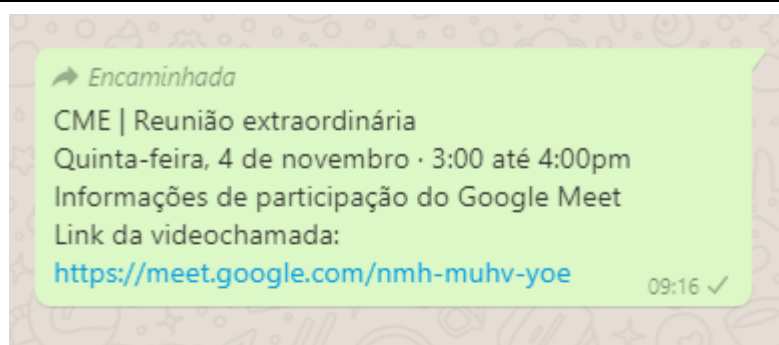 Encaminhada
CME | Reunião extraordinária
Quinta-feira, 4 de novembro · 3:00 até 4:00pm
Informações de participação do Google Meet
Link da videochamada:
https://meet.google.com/nmh-muhv-yoe
09:16